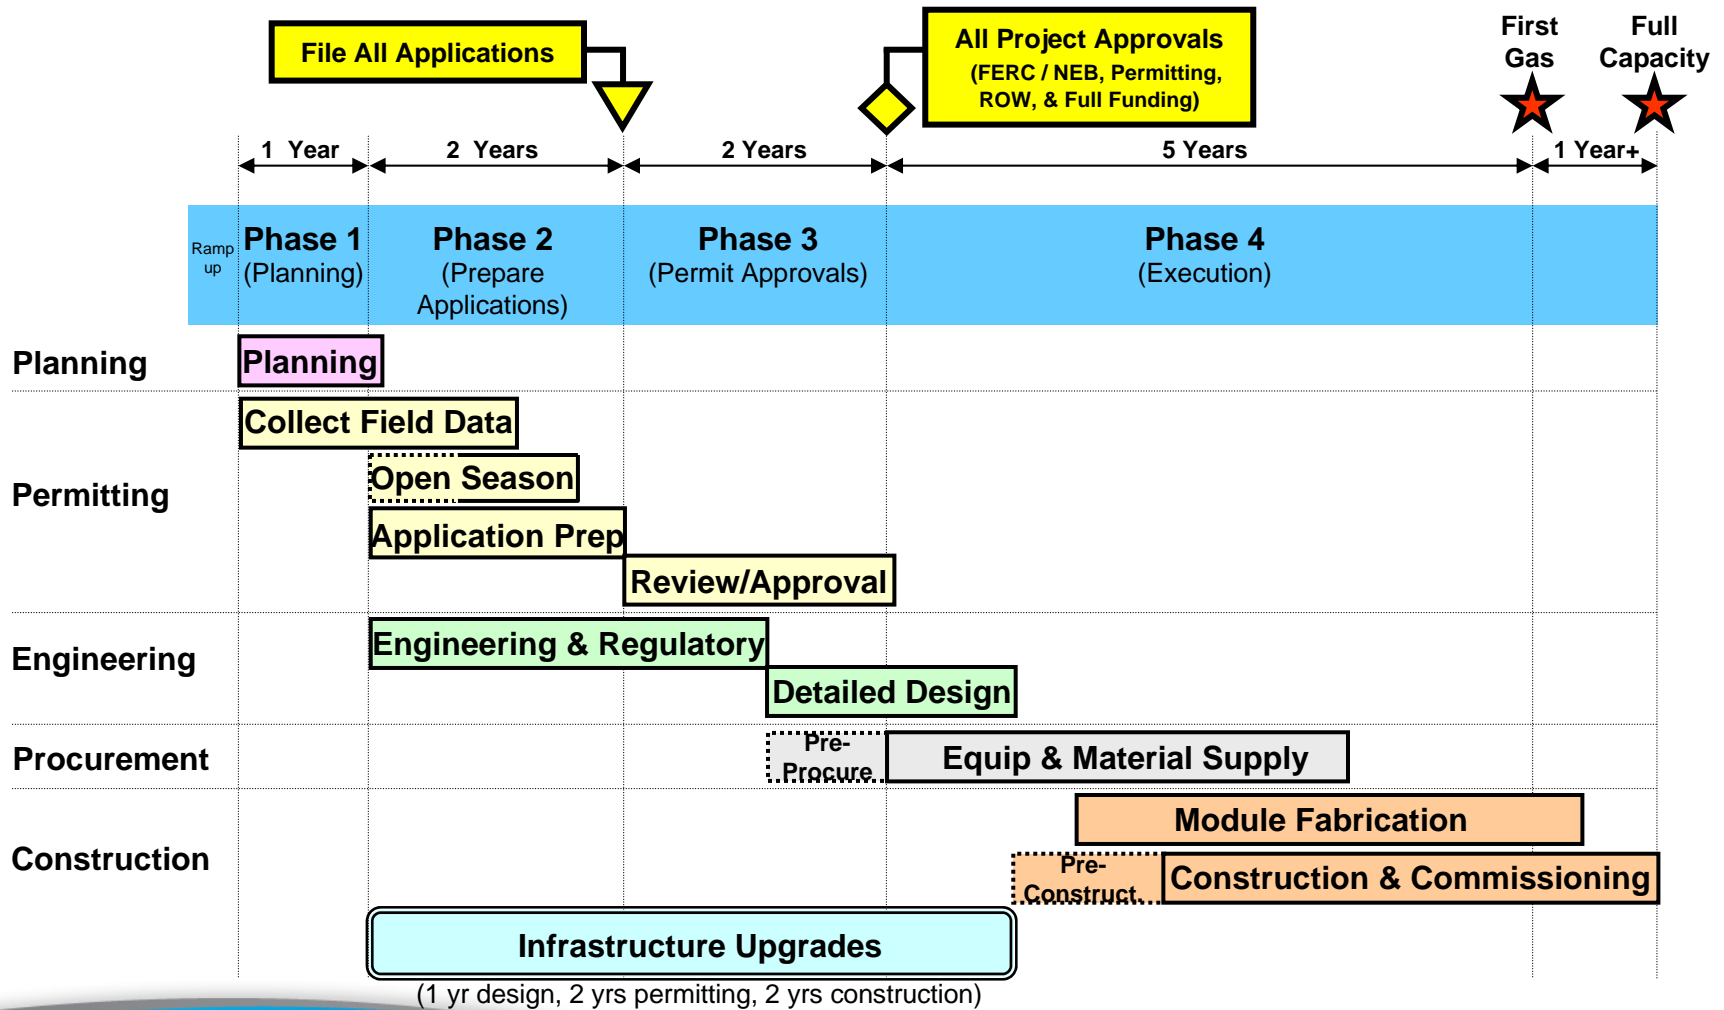 File All Applications
All Project Approvals
(FERC / NEB, Permitting,
ROW, & Full Funding)
First
Gas
Full
Capacity
1 Year
2 Years
2 Years
5 Years
1 Year+
Ramp
up
Phase 1
(Planning)
Phase 2
(Prepare
Applications)
Phase 3
(Permit Approvals)
Phase 4
(Execution)
Planning
Planning
Permitting
Collect Field Data
Open Season
Application Prep
Review/Approval
Engineering
Engineering & Regulatory
Detailed Design
Procurement
Pre-
Procure
Equip & Material Supply
Construction
Module Fabrication
Pre-
Construct.
Construction & Commissioning
Infrastructure Upgrades
(1 yr design, 2 yrs permitting, 2 yrs construction)